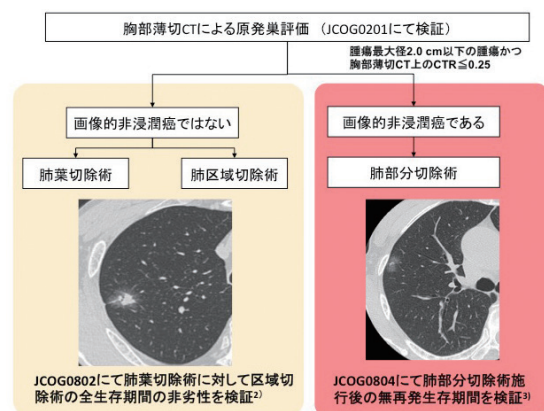 胸部薄切CTによる原発巣評価 （JCOG0201にて検証）
腫瘍最大径2.0 cm以下の腫瘍かつ
胸部薄切CT上のCTR≦0.25
画像的非浸潤癌ではない
肺葉切除術
肺区域切除術
JCOG0802にて肺葉切除術に対して区域切
除術の全生存期間の非劣性を検証2)
画像的非浸潤癌である
肺部分切除術
JCOG0804にて肺部分切除術施
行後の無再発生存期間を検証3)